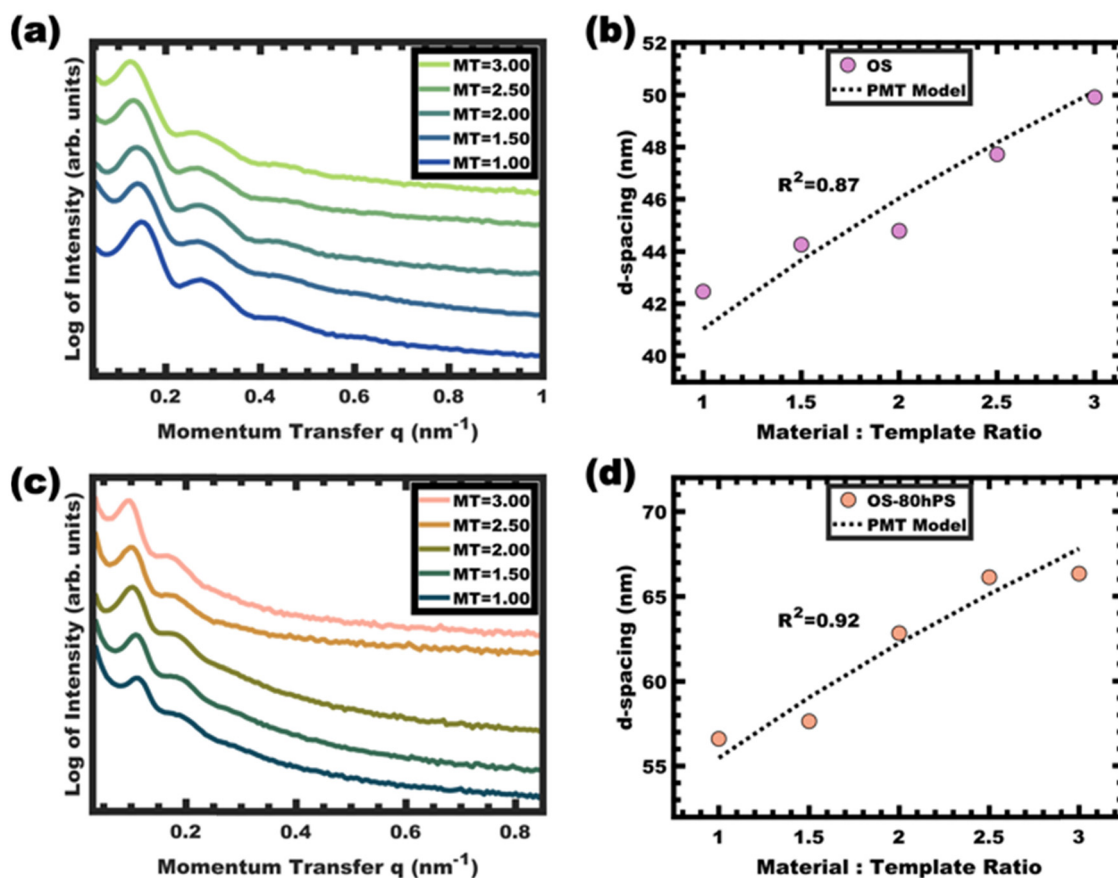 (a)
Log of Intensity (arb. units)
MT=3.00
MT=2.50
MT=2.00
MT=1.50
MT=1.00
0.2 0.4 0.6 0.8 1
Momentum Transfer q (nm⁻¹)
(b)
d-spacing (nm)
52
50
48
46
44
42
40
OS
PMT Model
R²=0.87
1 1.5 2 2.5 3
Material : Template Ratio
(c)
Log of Intensity (arb. units)
MT=3.00
MT=2.50
MT=2.00
MT=1.50
MT=1.00
0.2 0.4 0.6 0.8
Momentum Transfer q (nm⁻¹)
(d)
d-spacing (nm)
70
65
60
55
OS-80hPS
PMT Model
R²=0.92
1 1.5 2 2.5 3
Material : Template Ratio